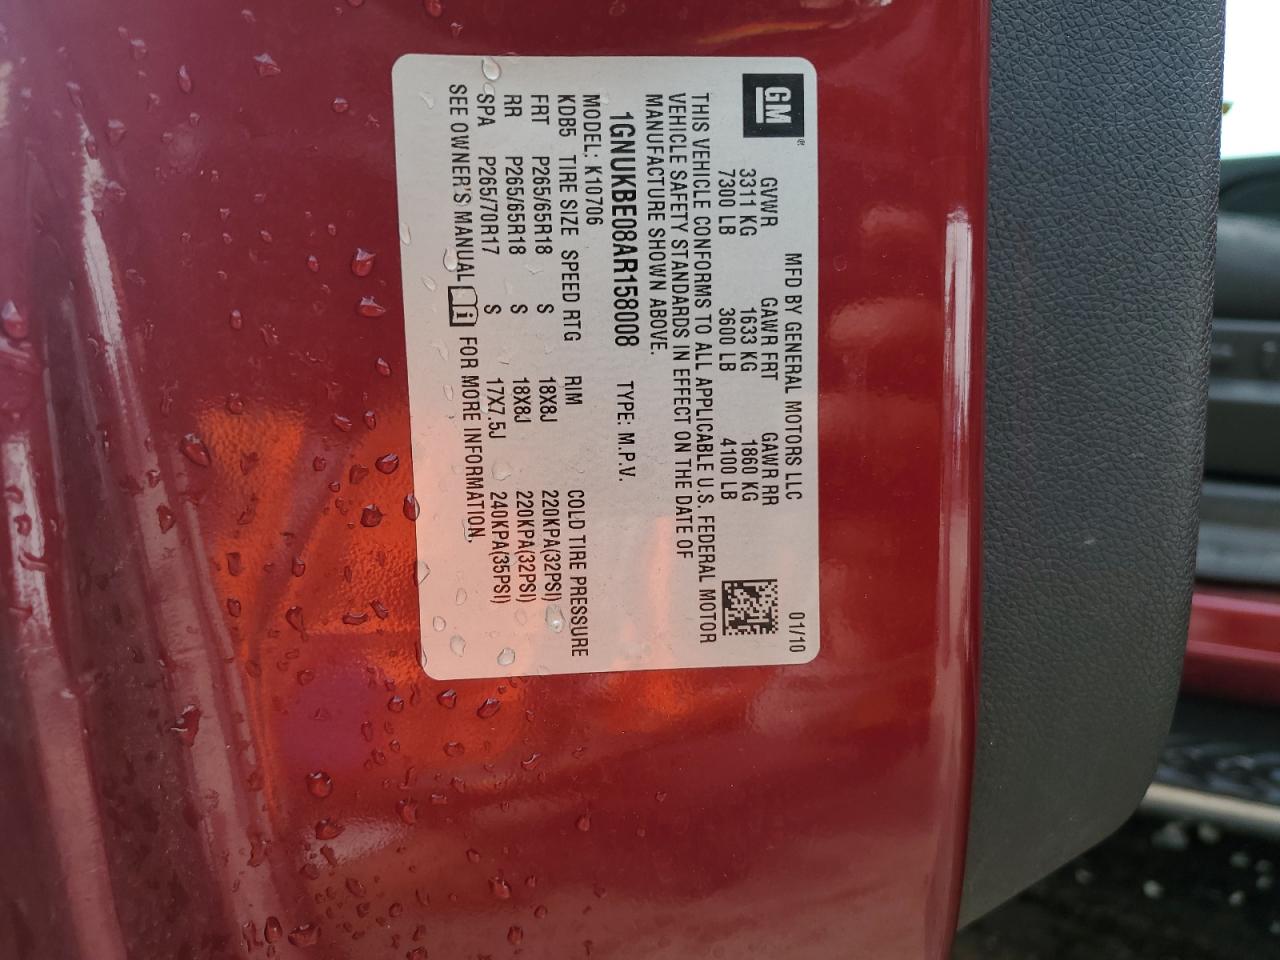 GM ®
MFD BY GENERAL MOTORS LLC 01/10
GVWR GAWR FRT GAWR RR
3311 KG 1633 KG 1860 KG
7300 LB 3600 LB 4100 LB
THIS VEHICLE CONFORMS TO ALL APPLICABLE U.S. FEDERAL MOTOR
VEHICLE SAFETY STANDARDS IN EFFECT ON THE DATE OF
MANUFACTURE SHOWN ABOVE.
1GNUKBE08AR158008 TYPE: M.P.V.
MODEL: K10706
KDB5 TIRE SIZE SPEED RTG RIM COLD TIRE PRESSURE
FRT P265/65R18 S 18X8J 220KPA(32PSI)
RR P265/65R18 S 18X8J 220KPA(32PSI)
SPA P265/70R17 S 17X7.5J 240KPA(35PSI)
SEE OWNER'S MANUAL i FOR MORE INFORMATION.